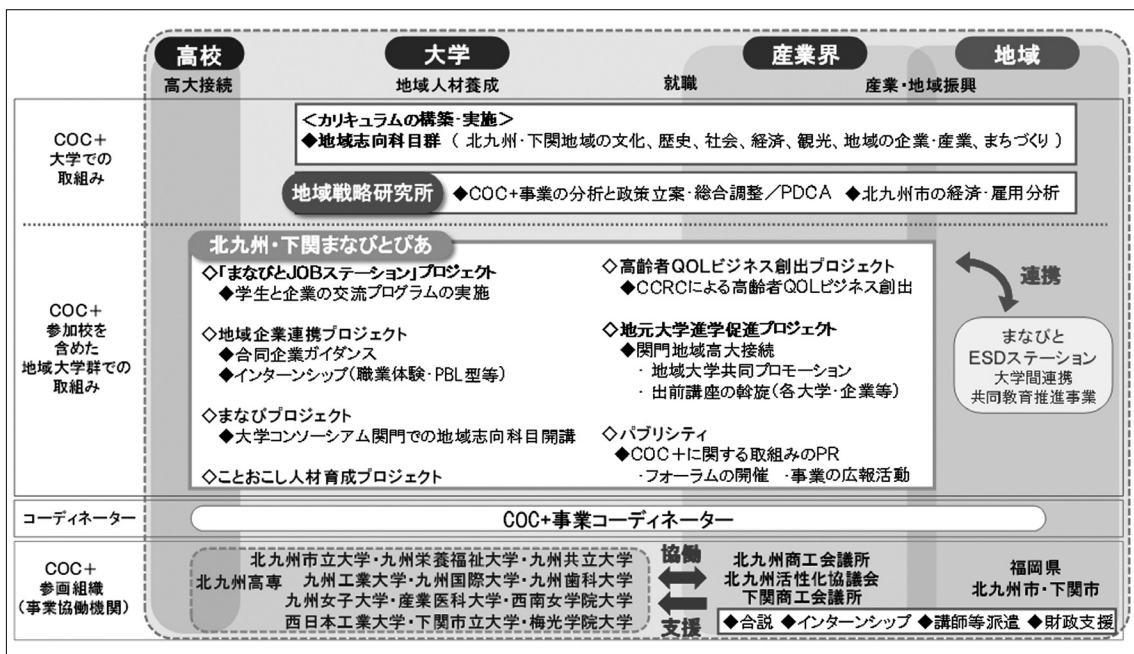 高校
大学
産業界
地域
高大接続
地域人材養成
就職
産業・地域振興
COC+
大学での
取組み
＜カリキュラムの構築・実施＞
◆地域志向科目群（北九州・下関地域の文化、歴史、社会、経済、観光、地域の企業・産業、まちづくり）
地域戦略研究所
◆COC+事業の分析と政策立案・総合調整／PDCA ◆北九州市の経済・雇用分析
COC+
参加校を
含めた
地域大学群での
取組み
北九州・下関まなびとぴあ
◇「まなびとJOBステーション」プロジェクト
◆学生と企業の交流プログラムの実施
◇地域企業連携プロジェクト
◆合同企業ガイダンス
◆インターンシップ（職業体験・PBL型等）
◇まなびプロジェクト
◆大学コンソーシアム関門での地域志向科目開講
◇ことおこし人材育成プロジェクト
◇高齢者QOLビジネス創出プロジェクト
◆CCRCによる高齢者QOLビジネス創出
◇地元大学進学促進プロジェクト
◆関門地域高大接続
・地域大学共同プロモーション
・出前講座の斡旋（各大学・企業等）
◇パブリシティ
◆COC+に関する取組みのPR
・フォーラムの開催 ・事業の広報活動
連携
まなびと
ESDステーション
大学間連携
共同教育推進事業
コーディネーター
COC+事業コーディネーター
COC+
参画組織
（事業協働機関）
北九州高専
北九州市立大学・九州栄養福祉大学・九州共立大学
九州工業大学・九州国際大学・九州歯科大学
九州女子大学・産業医科大学・西南女学院大学
西日本工業大学・下関市立大学・梅光学院大学
協働
支援
北九州商工会議所
北九州活性化協議会
下関商工会議所
福岡県
北九州市・下関市
◆合説 ◆インターンシップ ◆講師等派遣 ◆財政支援